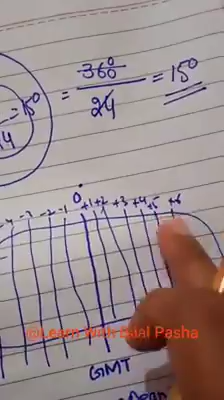 = 360° / 24 = 15°
= 15°
0°
-4 -3 -2 -1 +1 +2 +3 +4 +5 +6
@Learn With Bilal Pasha
GMT